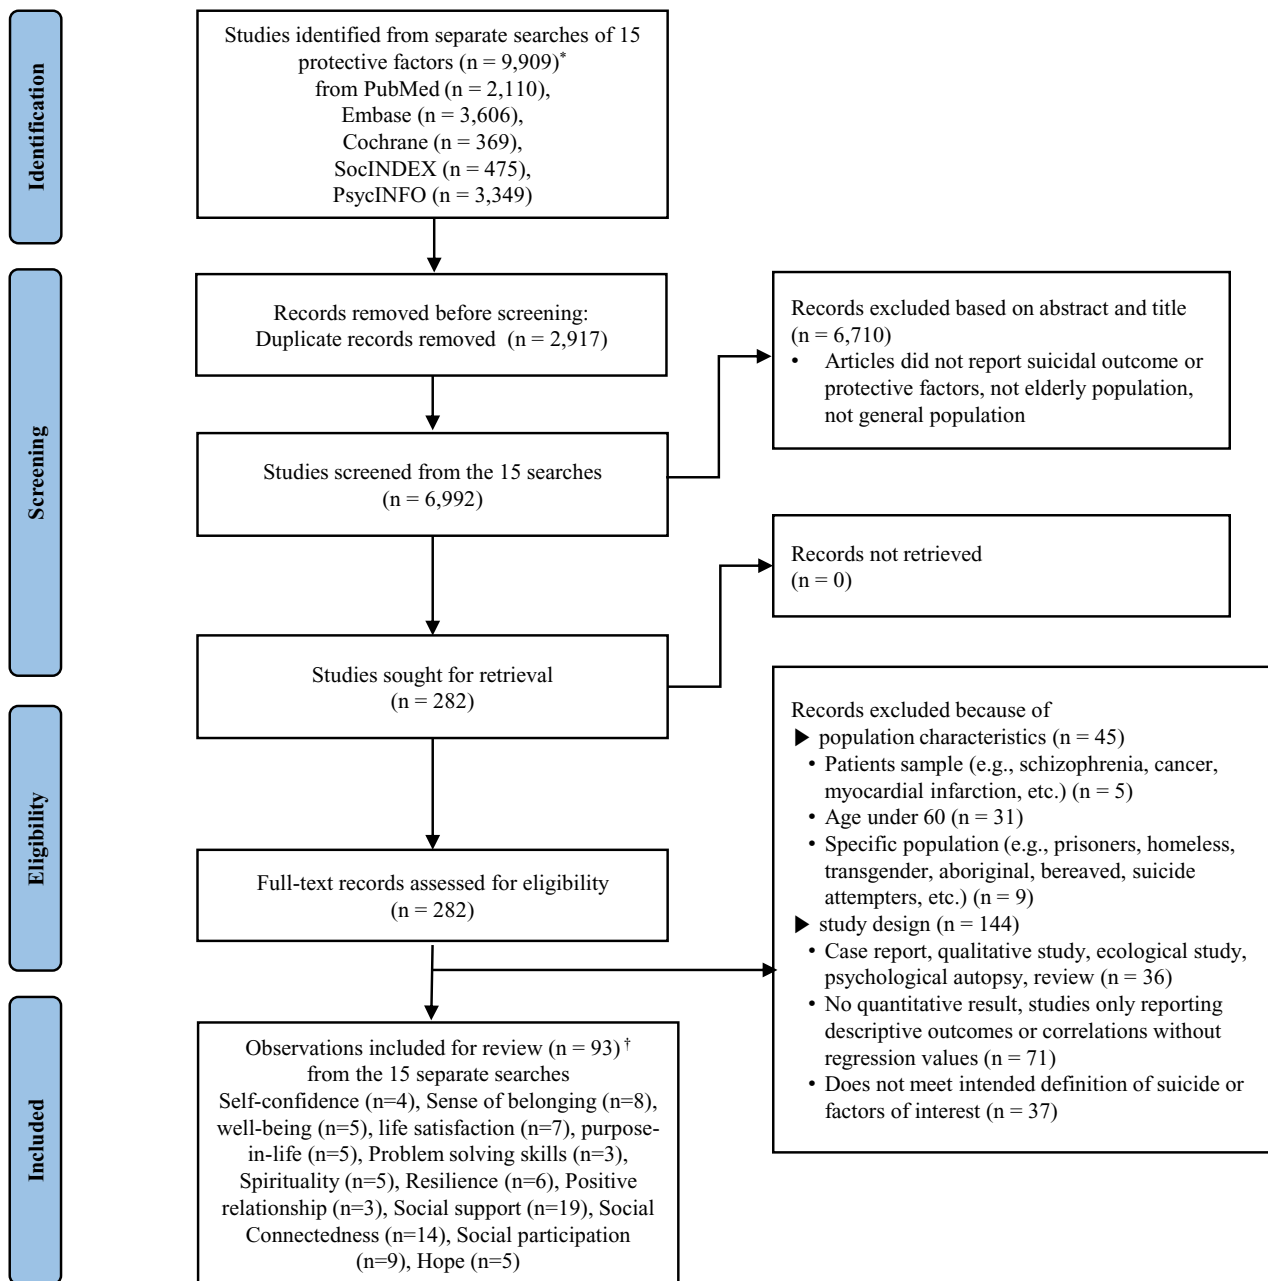 Identification
Studies identified from separate searches of 15
protective factors (n = 9,909)*
from PubMed (n = 2,110),
Embase (n = 3,606),
Cochrane (n = 369),
SocINDEX (n = 475),
PsycINFO (n = 3,349)
Screening
Records removed before screening:
Duplicate records removed (n = 2,917)
Records excluded based on abstract and title
(n = 6,710)
• Articles did not report suicidal outcome or
protective factors, not elderly population,
not general population
Studies screened from the 15 searches
(n = 6,992)
Records not retrieved
(n = 0)
Studies sought for retrieval
(n = 282)
Eligibility
Full-text records assessed for eligibility
(n = 282)
Records excluded because of
▶ population characteristics (n = 45)
• Patients sample (e.g., schizophrenia, cancer,
myocardial infarction, etc.) (n = 5)
• Age under 60 (n = 31)
• Specific population (e.g., prisoners, homeless,
transgender, aboriginal, bereaved, suicide
attempters, etc.) (n = 9)
▶ study design (n = 144)
• Case report, qualitative study, ecological study,
psychological autopsy, review (n = 36)
• No quantitative result, studies only reporting
descriptive outcomes or correlations without
regression values (n = 71)
• Does not meet intended definition of suicide or
factors of interest (n = 37)
Included
Observations included for review (n = 93)†
from the 15 separate searches
Self-confidence (n=4), Sense of belonging (n=8),
well-being (n=5), life satisfaction (n=7), purpose-
in-life (n=5), Problem solving skills (n=3),
Spirituality (n=5), Resilience (n=6), Positive
relationship (n=3), Social support (n=19), Social
Connectedness (n=14), Social participation
(n=9), Hope (n=5)